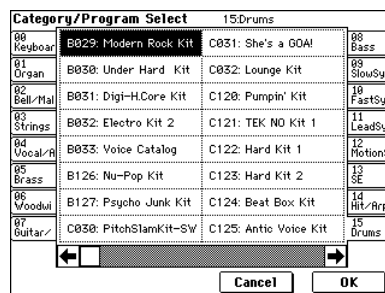 Category/Program Select 15:Drums
00 Keyboar
01 Organ
02 Bell/Mal
03 Strings
04 Vocal/A
05 Brass
06 Woodwi
07 Guitar/
B029: Modern Rock Kit
B030: Under Hard Kit
B031: Digi-H.Core Kit
B032: Electro Kit 2
B033: Voice Catalog
B126: Nu-Pop Kit
B127: Psycho Junk Kit
C030: PitchSlamKit-SW
C031: She's a GOA!
C032: Lounge Kit
C120: Pumpin' Kit
C121: TEK NO Kit 1
C122: Hard Kit 1
C123: Hard Kit 2
C124: Beat Box Kit
C125: Antic Voice Kit
08 Bass
09 SlowSy
10 FastSy
11 LeadSy
12 Motion
13 SE
14 Hit/Arp
15 Drums
Cancel OK